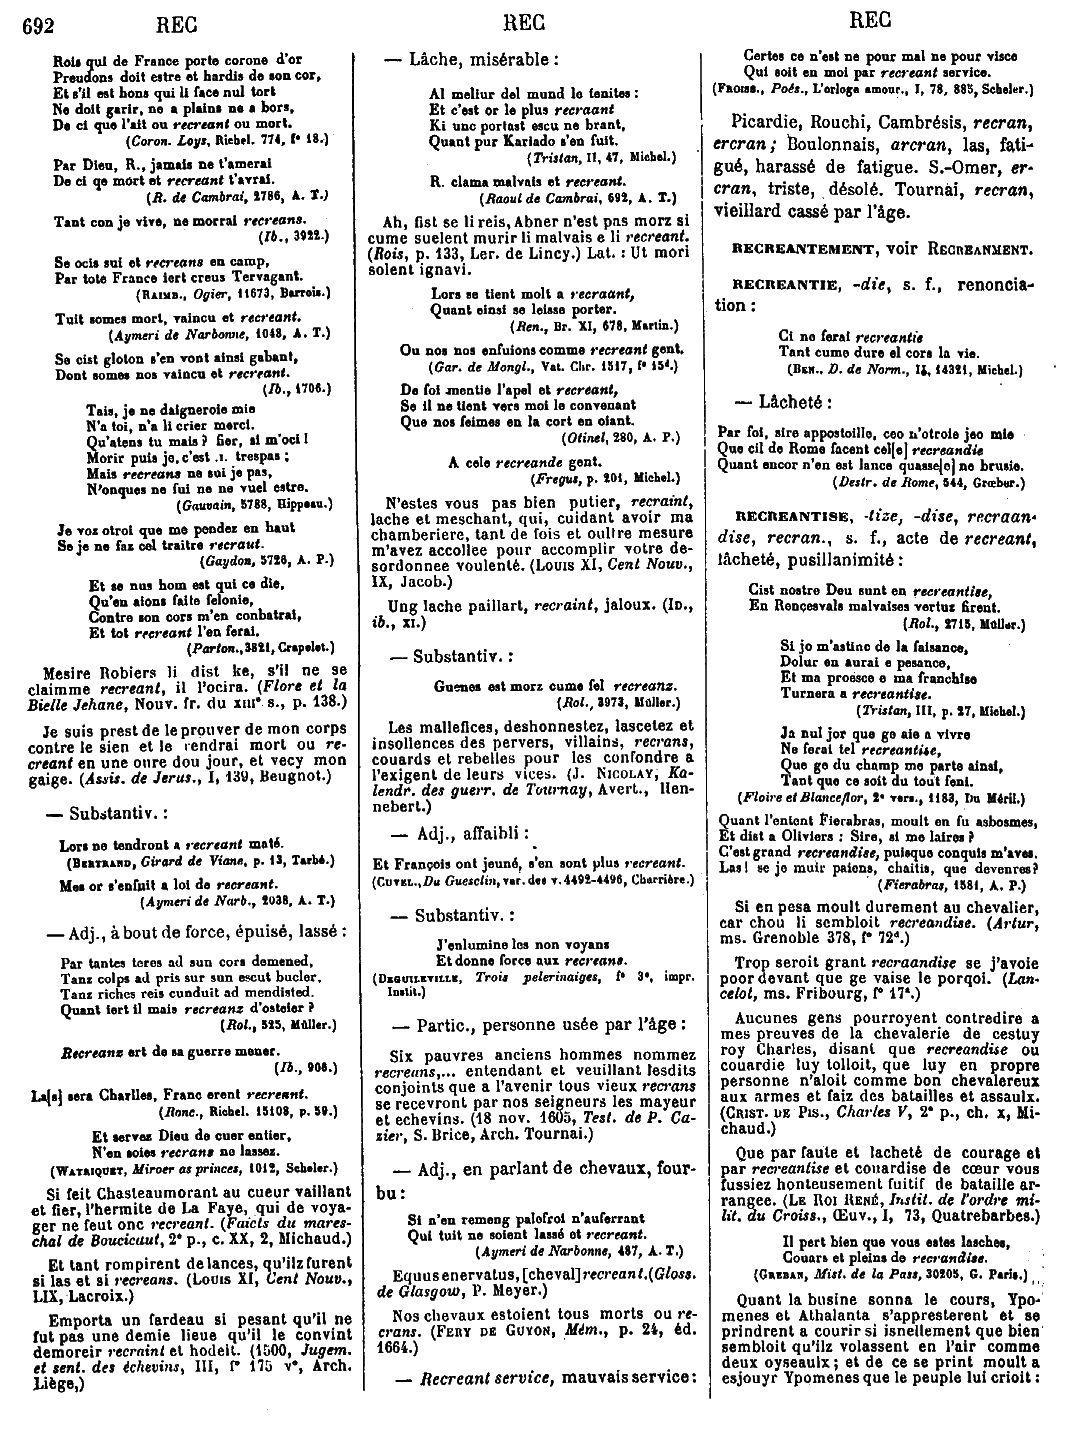 692 REC REC REC
Rois qui de France porte corone d'or
Preudons doit estre et hardis de son cor,
Et s'il est hons qui li face nul tort
Ne doit garir, ne a plains ne a bors,
De ci que l'ait ou recreant ou mort.
(Coron. Loys, Richel. 774, f° 18.)
Par Dieu, R., jamais ne t'amerai
De ci qe mort et recreant t'avrai.
(R. de Cambrai, 2786, A. T.)
Tant con je vive, ne morrai recreans.
(Ib., 3922.)
Se ocis sui et recreans en camp,
Par tote France iert creus Tervagant.
(RAIMB., Ogier, 11673, Barrois.)
Tuit somes mort, vaincu et recreant.
(Aymeri de Narbonne, 1048, A. T.)
Se cist gloton s'en vont ainsi gabant,
Dont somes nos vaincu et recreant.
(Ib., 1706.)
Tais, je ne daigneroie mie
N'a toi, n'a li crier merci.
Qu'atens tu mais? fier, si m'oci!
Morir puis je, c'est .i. trespas;
Mais recreans ne sui je pas,
N'onques ne fui ne ne vuel estre.
(Gauvain, 5788, Hippeau.)
Je voz otroi que me pendez en haut
Se je ne faz cel traitre recraut.
(Gaydon, 5726, A. P.)
Et se nus hom est qui ce die,
Qu'en aions faite felonie,
Contre son cors m'en conbatrai,
Et tot recreant l'en ferai.
(Parton., 3821, Crapelet.)
Mesire Robiers li dist ke, s'il ne se
claimme recreant, il l'ocira. (Flore et la
Bielle Jehane, Nouv. fr. du XIII° s., p. 138.)
Je suis prest de le prouver de mon corps
contre le sien et le rendrai mort ou re-
creant en une oure dou jour, et vecy mon
gaige. (Assis. de Jerus., I, 139, Beugnot.)
— Substantiv. :
Lors ne tendront a recreant maté.
(BERTRAND, Girard de Viane, p. 13, Tarbé.)
Mes or s'enfuit a loi de recreant.
(Aymeri de Narb., 2038, A. T.)
— Adj., à bout de force, épuisé, lassé :
Par tantes teres ad sun cors demened,
Tanz colps ad pris sur sun escut bucler,
Tanz riches reis cunduit ad mendisted.
Quant iert il mais recreanz d'osteier?
(Rol., 525, Müller.)
Recreanz ert de sa guerre mener.
(Ib., 906.)
La[s] sera Charlles, Franc erent recreant.
(Ronc., Richel. 15108, p. 59.)
Et servez Dieu de cuer entier,
N'en soies recrans ne lassez.
(WATRIQUET, Miroer as princes, 1012, Scheler.)
Si feit Chasteaumorant au cueur vaillant
et fier, l'hermite de La Faye, qui de voya-
ger ne feut onc recreant. (Faicts du mares-
chal de Boucicaut, 2° p., c. XX, 2, Michaud.)
Et tant rompirent de lances, qu'ilz furent
si las et si recreans. (LOUIS XI, Cent Nouv.,
LIX, Lacroix.)
Emporta un fardeau si pesant qu'il ne
fut pas une demie lieue qu'il le convint
demoreir recraint et hodeit. (1500, Jugem.
et sent. des échevins, III, f° 175 v°, Arch.
Liège,)
— Lâche, misérable :
Al meliur del mund le tenites :
Et c'est or le plus recraant
Ki unc portast escu ne brant,
Quant pur Kariado s'en fuit.
(Tristan, II, 47, Michel.)
R. clama malvais et recreant.
(Raoul de Cambrai, 692, A. T.)
Ah, fist se li reis, Abner n'est pas morz si
cume suelent murir li malvais e li recreant.
(Rois, p. 133, Ler. de Lincy.) Lat. : Ut mori
solent ignavi.
Lors se tient molt a recraant,
Quant einsi se leisse porter.
(Ren., Br. XI, 678, Martin.)
Ou nos nos enfuions comme recreant gent.
(Gar. de Mongl., Vat. Chr. 1517, f° 15ᵈ.)
De foi mentie l'apel et recreant,
Se il ne tient vers moi le convenant
Que nos feimes en la cort en oiant.
(Otinel, 280, A. P.)
A cele recreande gent.
(Fregus, p. 201, Michel.)
N'estes vous pas bien putier, recraint,
lache et meschant, qui, cuidant avoir ma
chamberiere, tant de fois et oultre mesure
m'avez accollee pour accomplir votre de-
sordonnee voulenté. (LOUIS XI, Cent Nouv.,
IX, Jacob.)
Ung lache paillart, recraint, jaloux. (ID.,
ib., XI.)
— Substantiv. :
Guenes est morz cume fel recreanz.
(Rol., 3973, Müller.)
Les malefices, deshonnestez, lascetez et
insollences des pervers, villains, recrans,
couards et rebelles pour les confondre a
l'exigent de leurs vices. (J. NICOLAY, Ka-
lendr. des guerr. de Tournay, Avert., Hen-
nebert.)
— Adj., affaibli :
Et François ont jeuné, s'en sont plus recreant.
(CUVEL., Du Guesclin, var. des v. 4492-4496, Charrière.)
— Substantiv. :
J'enlumine les non voyans
Et donne force aux recreans.
(DEGUILEVILLE, Trois pelerinaiges, f° 3ᵃ, impr.
Instit.)
— Partic., personne usée par l'âge :
Six pauvres anciens hommes nommez
recreans,... entendant et veuillant lesdits
conjoints que a l'avenir tous vieux recrans
se recevront par nos seigneurs les mayeur
et echevins. (18 nov. 1605, Test. de P. Ca-
zier, S. Brice, Arch. Tournai.)
— Adj., en parlant de chevaux, four-
bu :
Si n'en remeng palefroi n'auferrant
Qui tuit ne soient lassé et recreant.
(Aymeri de Narbonne, 487, A. T.)
Equus enervatus, [cheval] recreant. (Gloss.
de Glasgow, P. Meyer.)
Nos chevaux estoient tous morts ou re-
crans. (FERY DE GUYON, Mém., p. 24, éd.
1664.)
— Recreant service, mauvais service :
Certes ce n'est ne pour mal ne pour visce
Qui soit en moi par recreant service.
(FROISS., Poés., L'orloge amour., I, 78, 885, Scheler.)
Picardie, Rouchi, Cambrésis, recran,
ercran; Boulonnais, arcran, las, fati-
gué, harassé de fatigue. S.-Omer, er-
cran, triste, désolé. Tournai, recran,
vieillard cassé par l'âge.
RECREANTEMENT, voir RECREANMENT.
RECREANTIE, -die, s. f., renoncia-
tion :
Ci ne ferai recreantie
Tant cume dure el cors la vie.
(BEN., D. de Norm., II, 14321, Michel.)
— Lâcheté :
Par foi, sire appostoille, ceo n'otroie jeo mie
Que cil de Rome facent cel[e] recreandie
Quant encor n'en est lance quasse[e] ne brusie.
(Destr. de Rome, 544, Grœber.)
RECREANTISE, -tize, -dise, recraan-
dise, recran., s. f., acte de recreant,
lâcheté, pusillanimité :
Cist nostre Deu sunt en recreantise,
En Ronçesvals malvaises vertuz firent.
(Rol., 2715, Müller.)
Si jo m'astinc de la faisance,
Dolur en aurai e pesance,
Et ma proesce e ma franchise
Turnera a recreantise.
(Tristan, III, p. 27, Michel.)
Ja nul jor que ge aie a vivre
Ne ferai tel recreantise,
Que ge du champ me parte ainsi,
Tant que ce soit du tout feni.
(Floire et Blanceflor, 2° vers., 1183, Du Méril.)
Quant l'entent Fierabras, moult en fu asbosmes,
Et dist a Oliviers : Sire, si me laires?
C'est grand recreandise, puisque conquis m'aves.
Las! se je muir paiens, chaitis, que devenres?
(Fierabras, 1581, A. P.)
Si en pesa moult durement au chevalier,
car chou li sembloit recreandise. (Artur,
ms. Grenoble 378, f° 72ᵈ.)
Trop seroit grant recraandise se j'avoie
poor devant que ge vaise le porqoi. (Lan-
celot, ms. Fribourg, f° 17ᵃ.)
Aucunes gens pourroyent contredire a
mes preuves de la chevalerie de cestuy
roy Charles, disant que recreandise ou
couardie luy tolloit, que luy en propre
personne n'aloit comme bon chevalereux
aux armes et faiz des batailles et assaulx.
(CRIST. DE PIS., Charles V, 2° p., ch. X, Mi-
chaud.)
Que par faute et lacheté de courage et
par recreantise et couardise de cœur vous
fussiez honteusement fuitif de bataille ar-
rangee. (LE ROI RENÉ, Instit. de l'ordre mi-
lit. du Croiss., Œuv., I, 73, Quatrebarbes.)
Il pert bien que vous estes lasches,
Couars et pleins de recrandise.
(GREBAN, Mist. de la Pass., 30205, G. Paris.)
Quant la busine sonna le cours, Ypo-
menes et Athalanta s'appresterent et se
prindrent a courir si isnellement que bien
sembloit qu'ilz volassent en l'air comme
deux oyseaulx; et de ce se print moult a
esjouyr Ypomenes que le peuple lui crioit :